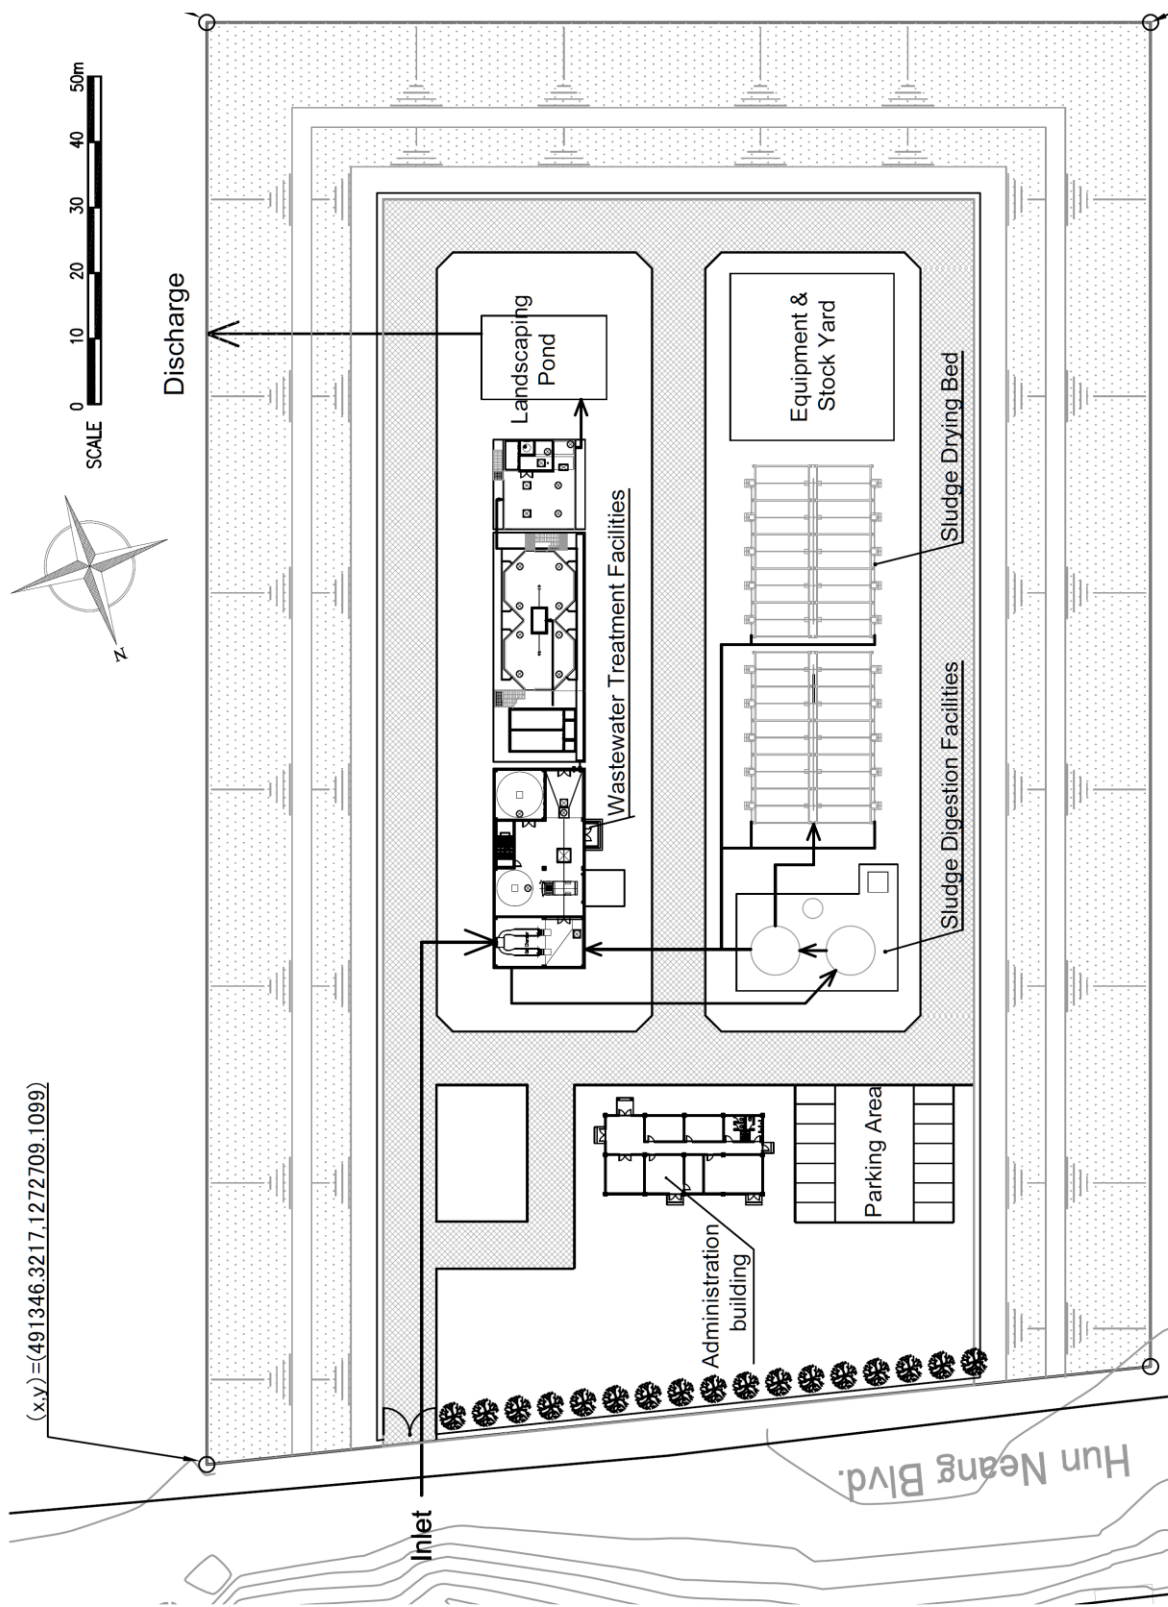 (x,y)=(491346.3217,1272709.1099)
SCALE
0 10 20 30 40 50m
N
Discharge
Inlet
Landscaping
Pond
Wastewater Treatment Facilities
Equipment &
Stock Yard
Sludge Drying Bed
Sludge Digestion Facilities
Administration
building
Parking Area
Hun Neang Blvd.